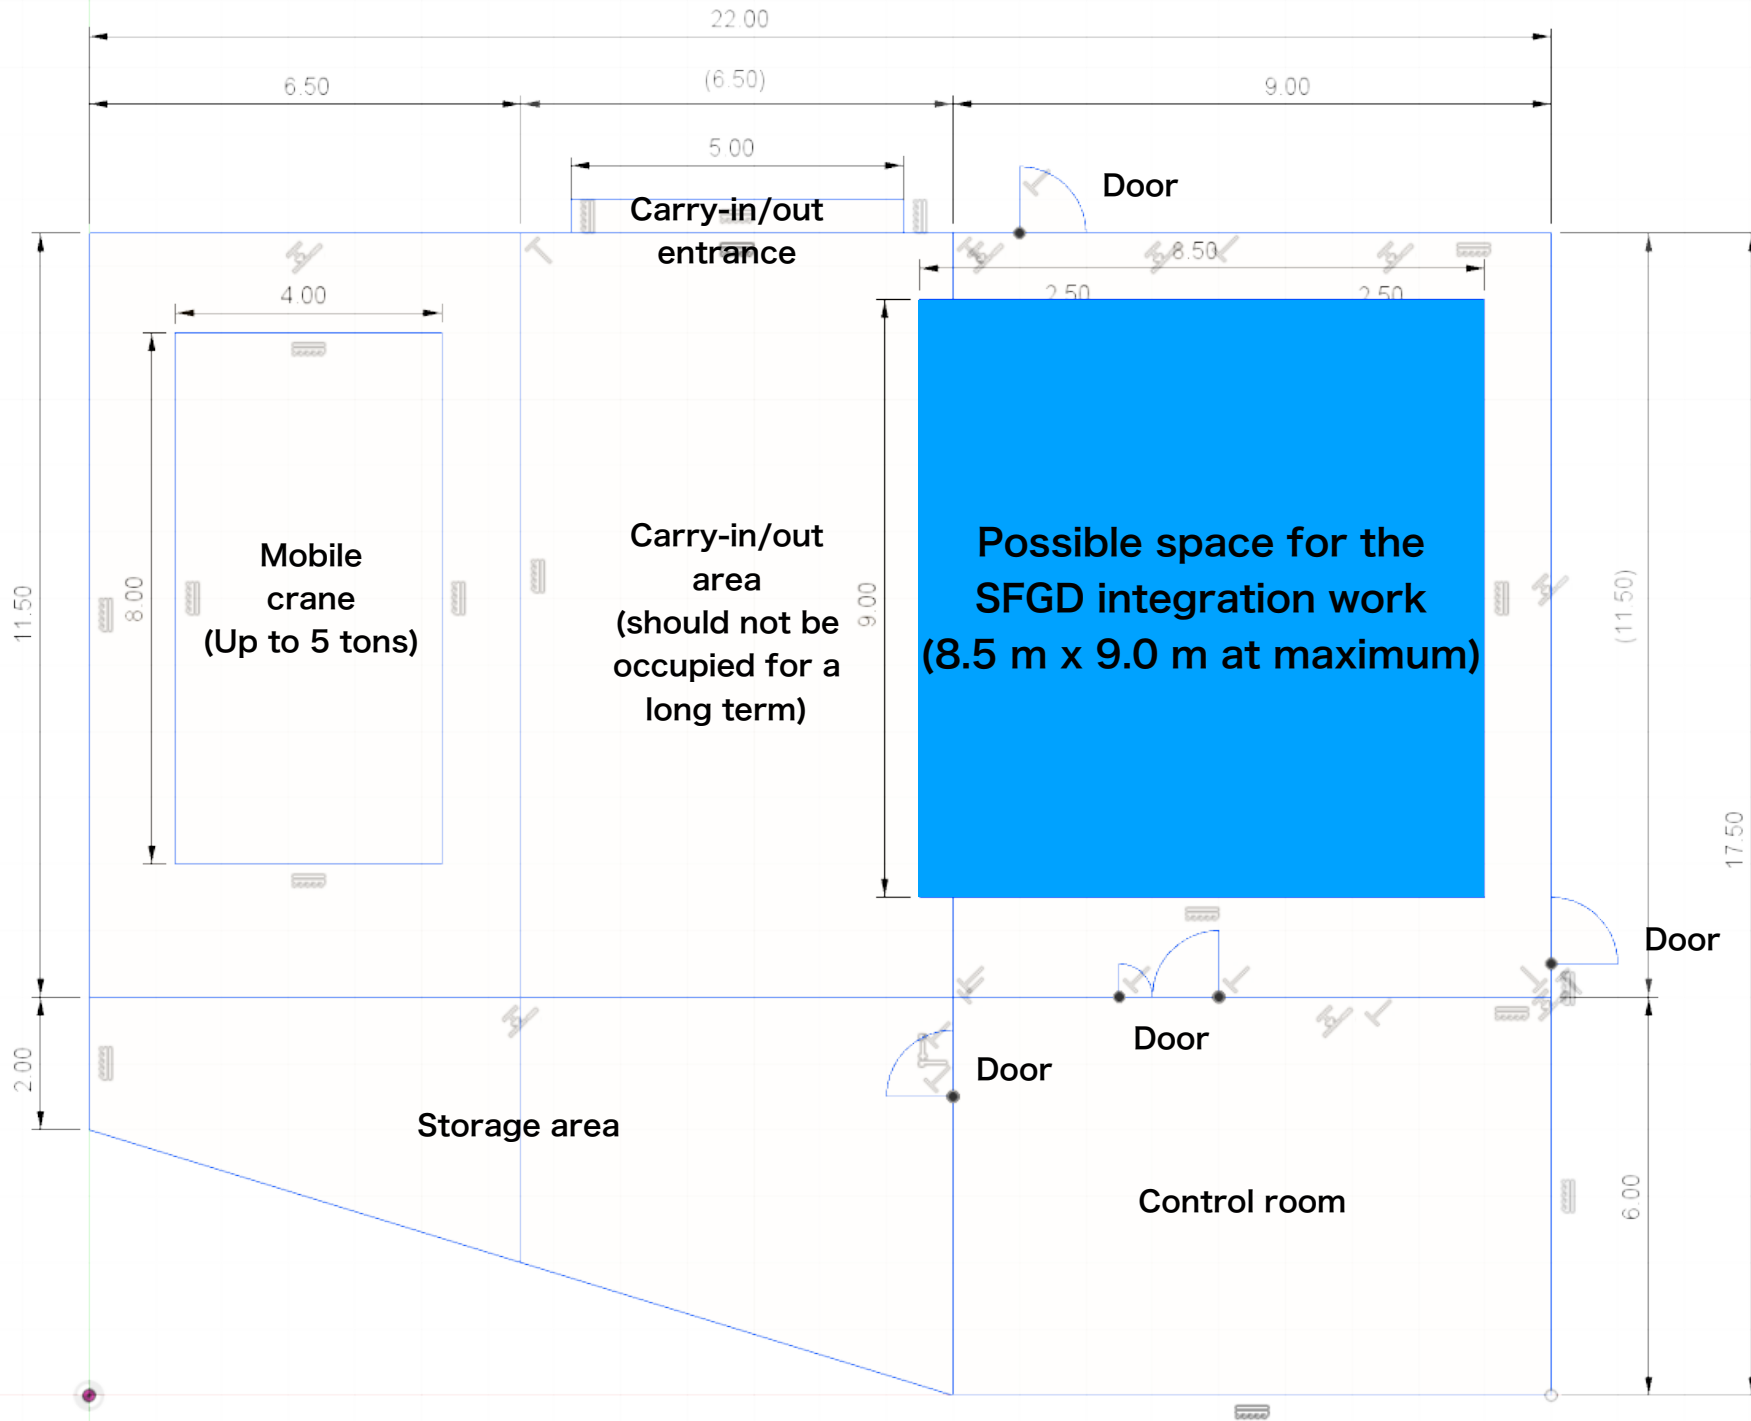 22.00
6.50
(6.50)
9.00
5.00
Door
Carry-in/out
entrance
8.50
2.50
2.50
4.00
Mobile
crane
(Up to 5 tons)
8.00
11.50
Carry-in/out
area
(should not be
occupied for a
long term)
9.00
Possible space for the
SFGD integration work
(8.5 m x 9.0 m at maximum)
(11.50)
17.50
Door
Door
Door
2.00
Storage area
Control room
6.00